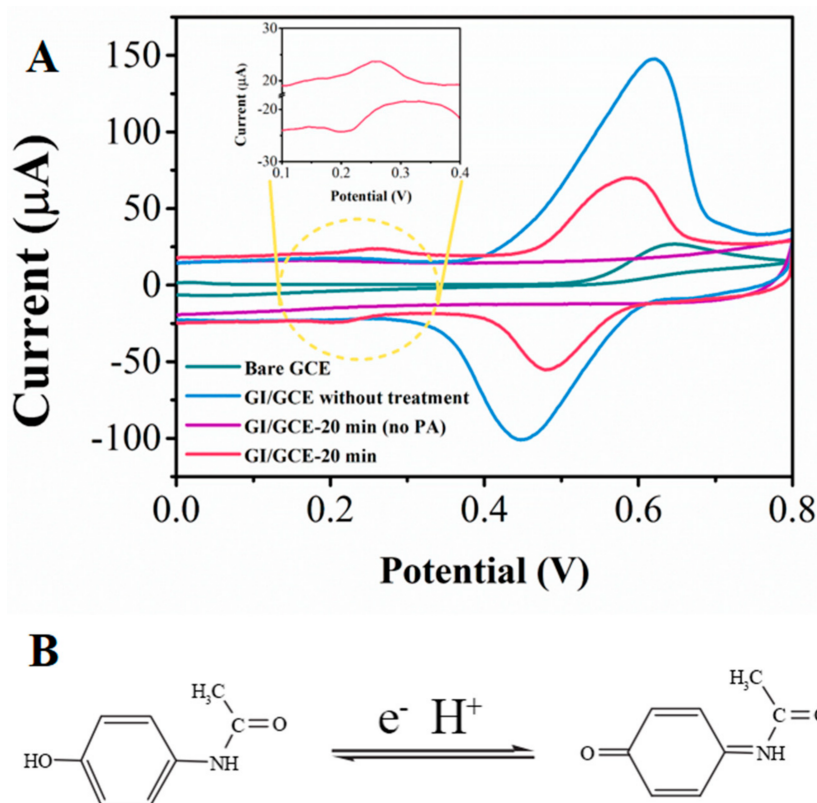 A
30
20
-20
-30
Current (µA)
0.1 0.2 0.3 0.4
Potential (V)
150
100
50
0
-50
-100
Current (µA)
Bare GCE
GI/GCE without treatment
GI/GCE-20 min (no PA)
GI/GCE-20 min
0.0 0.2 0.4 0.6 0.8
Potential (V)
B
H₃C
C=O
HO
NH
e⁻ H⁺
H₃C
C=O
O
NH